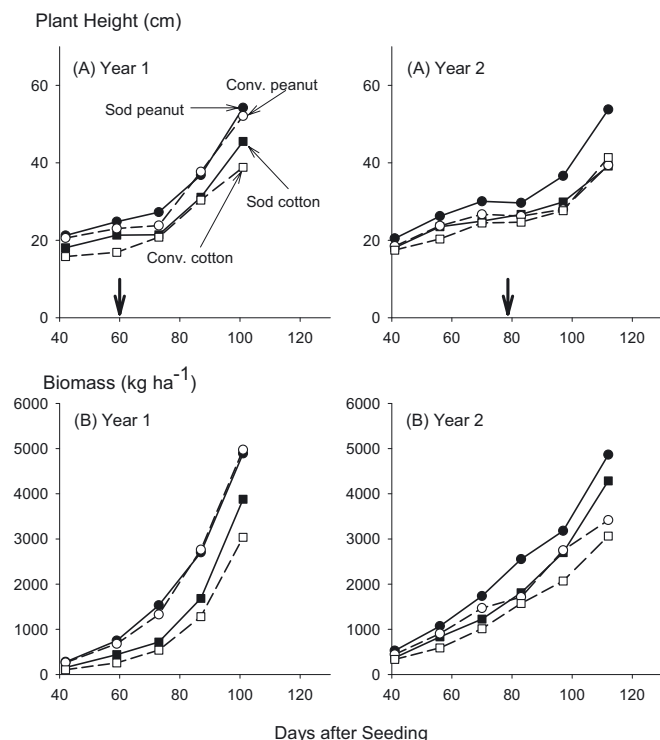 Plant Height (cm)
(A) Year 1
(A) Year 2
60
40
20
0
Sod peanut
Conv. peanut
Sod cotton
Conv. cotton
40 60 80 100 120
60
40
20
0
40 60 80 100 120
Biomass (kg ha⁻¹)
(B) Year 1
(B) Year 2
6000
5000
4000
3000
2000
1000
0
40 60 80 100 120
6000
5000
4000
3000
2000
1000
0
40 60 80 100 120
Days after Seeding